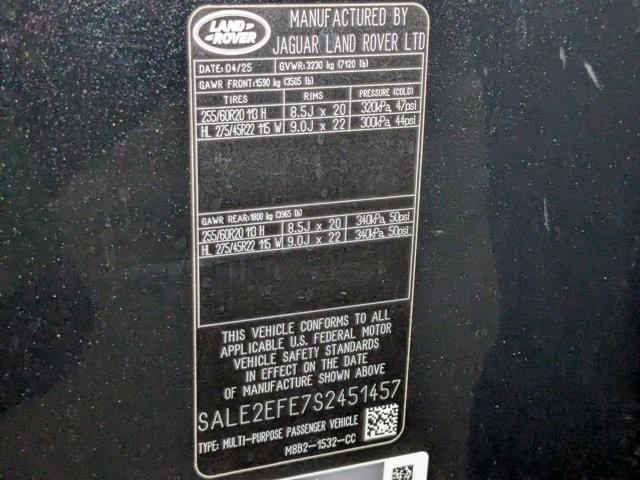 LAND ROVER
MANUFACTURED BY
JAGUAR LAND ROVER LTD
DATE: 04/25 GVWR: 3230 kg (7120 lb)
GAWR FRONT: 1590 kg (3505 lb)
TIRES RIMS PRESSURE (COLD)
255/60R20 113 H 8.5J x 20 320kPa, 47psi
HL 275/45R22 115 W 9.0J x 22 300kPa, 44psi
GAWR REAR: 1800 kg (3965 lb)
255/60R20 113 H 8.5J x 20 340kPa, 50psi
HL 275/45R22 115 W 9.0J x 22 340kPa, 50psi
THIS VEHICLE CONFORMS TO ALL
APPLICABLE U.S. FEDERAL MOTOR
VEHICLE SAFETY STANDARDS
IN EFFECT ON THE DATE
OF MANUFACTURE SHOWN ABOVE
SALE2EFE7S2451457
TYPE: MULTI-PURPOSE PASSENGER VEHICLE
M8B2-1532-CC